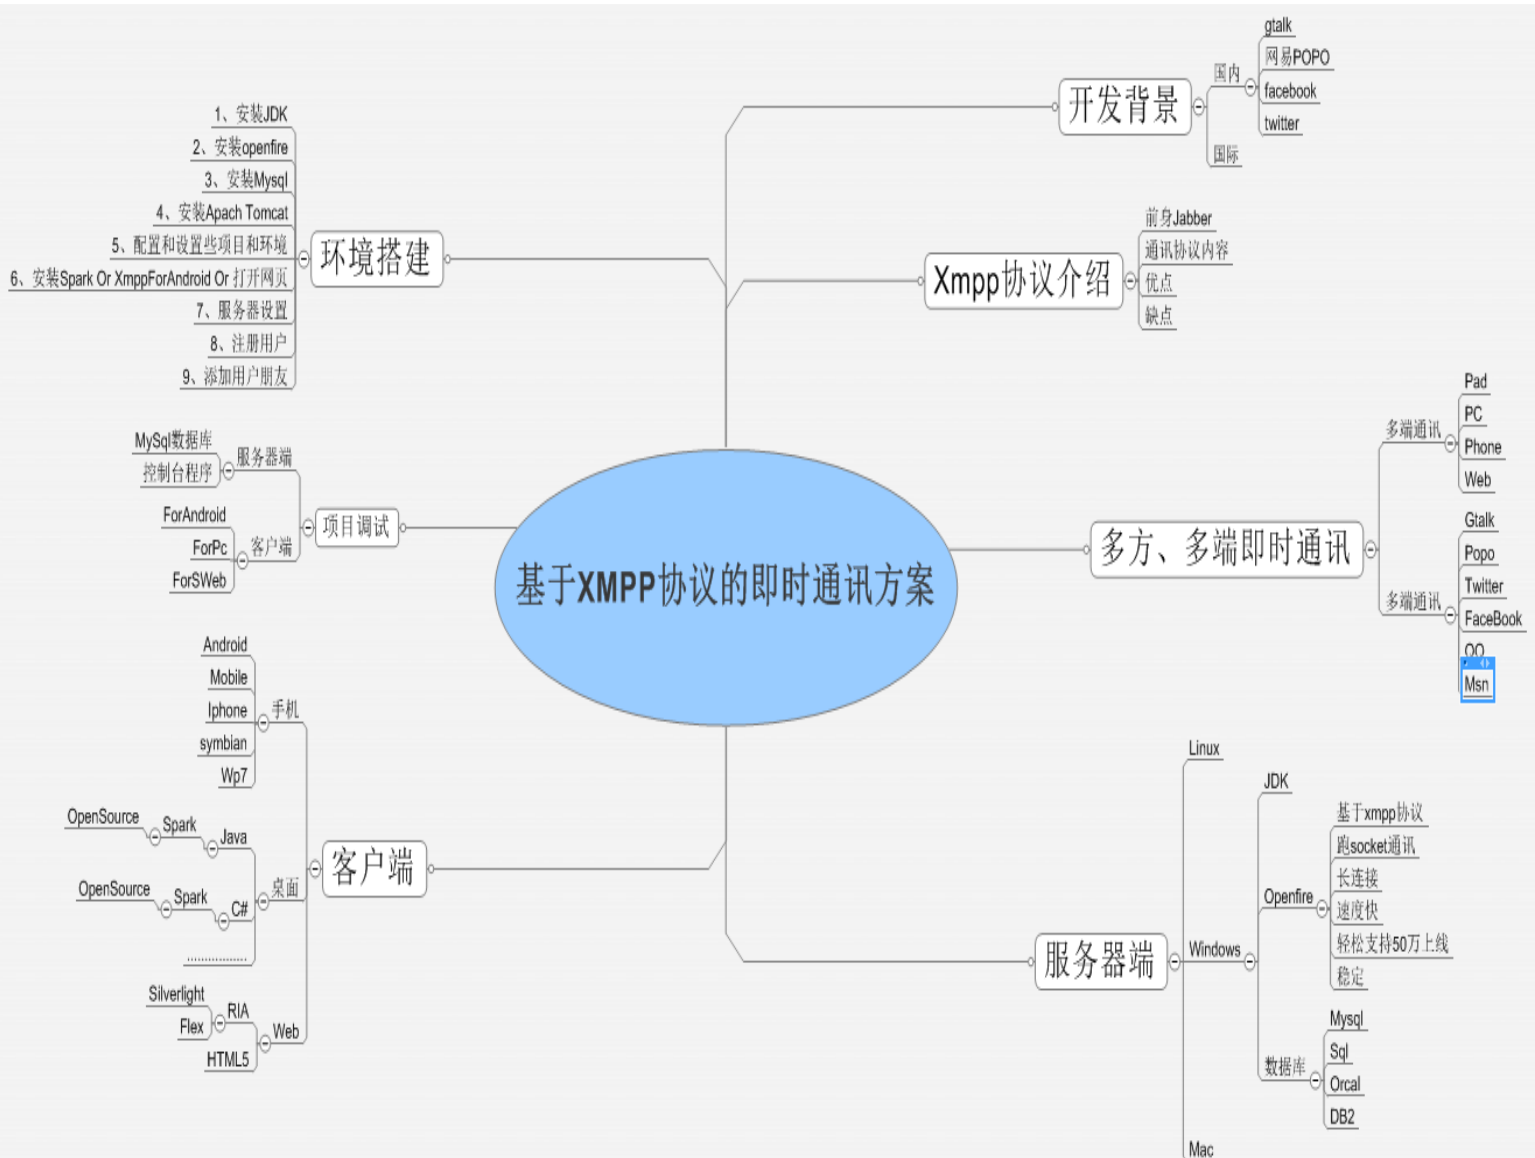 基于XMPP协议的即时通讯方案
开发背景
国内
gtalk
网易POPO
facebook
twitter
国际
Xmpp协议介绍
前身Jabber
通讯协议内容
优点
缺点
多方、多端即时通讯
多端通讯
Pad
PC
Phone
Web
多端通讯
Gtalk
Popo
Twitter
FaceBook
QQ
Msn
服务器端
Linux
Windows
JDK
Openfire
基于xmpp协议
跑socket通讯
长连接
速度快
轻松支持50万上线
稳定
数据库
Mysql
Sql
Orcal
DB2
Mac
环境搭建
1、安装JDK
2、安装openfire
3、安装Mysql
4、安装Apach Tomcat
5、配置和设置些项目和环境
6、安装Spark Or XmppForAndroid Or 打开网页
7、服务器设置
8、注册用户
9、添加用户朋友
项目调试
服务器端
MySql数据库
控制台程序
客户端
ForAndroid
ForPc
ForSWeb
客户端
手机
Android
Mobile
Iphone
symbian
Wp7
桌面
Java
Spark
OpenSource
C#
Spark
OpenSource
.................
Web
RIA
Silverlight
Flex
HTML5